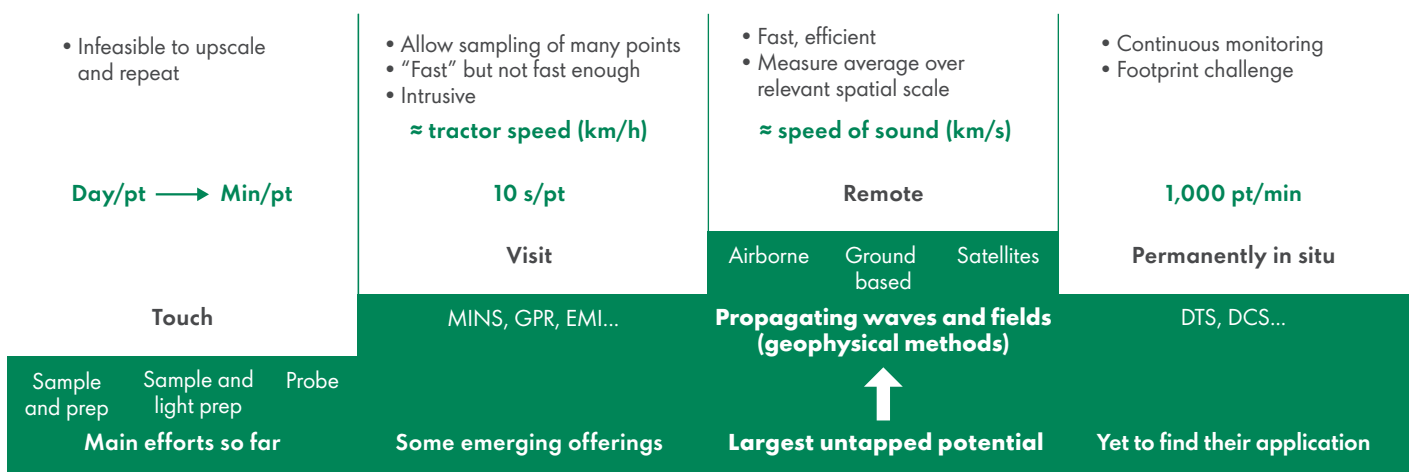 • Infeasible to upscale
and repeat
Day/pt → Min/pt
Touch
Sample
and prep
Sample and
light prep
Probe
Main efforts so far
• Allow sampling of many points
• “Fast” but not fast enough
• Intrusive
≈ tractor speed (km/h)
10 s/pt
Visit
MINS, GPR, EMI...
Some emerging offerings
• Fast, efficient
• Measure average over
relevant spatial scale
≈ speed of sound (km/s)
Remote
Airborne
Ground
based
Satellites
Propagating waves and fields
(geophysical methods)
Largest untapped potential
• Continuous monitoring
• Footprint challenge
1,000 pt/min
Permanently in situ
DTS, DCS...
Yet to find their application